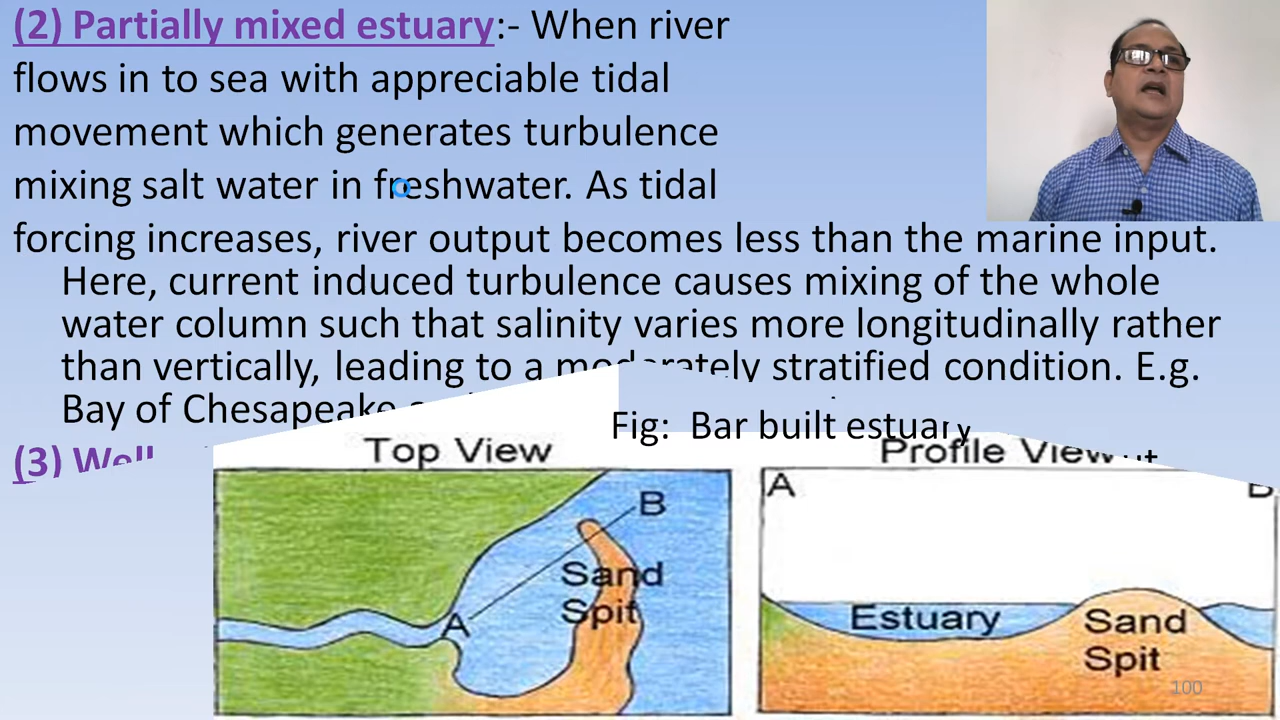 (2) Partially mixed estuary:- When river
flows in to sea with appreciable tidal
movement which generates turbulence
mixing salt water in freshwater. As tidal
forcing increases, river output becomes less than the marine input.
Here, current induced turbulence causes mixing of the whole
water column such that salinity varies more longitudinally rather
than vertically, leading to a moderately stratified condition. E.g.
Bay of Chesapeake
Fig: Bar built estuary
(3) Well
Top View
Profile View
A
B
B
Sand
Spit
A
Estuary
Sand
Spit
100